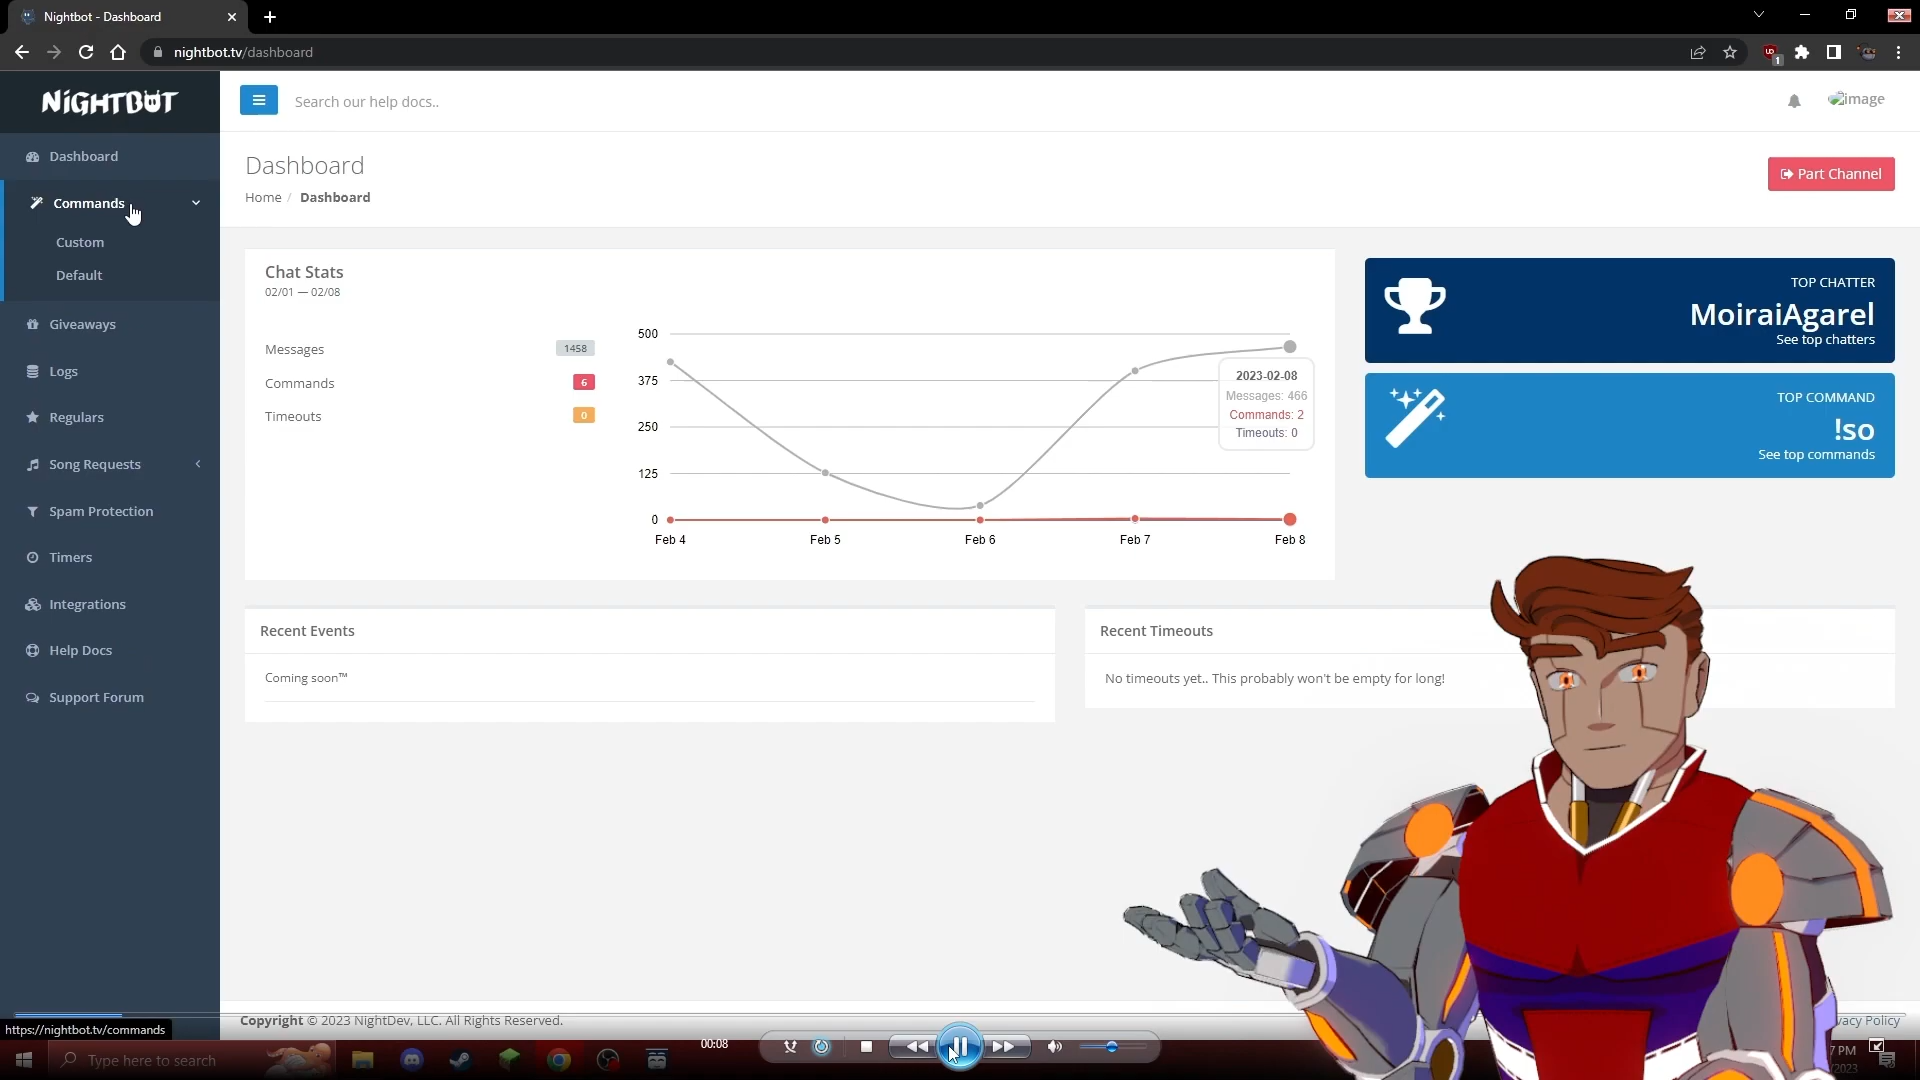 Nightbot - Dashboard
nightbot.tv/dashboard
1
NiGHTBOT
Search our help docs..
image
Dashboard
Commands
Custom
Default
Giveaways
Logs
Regulars
Song Requests
Spam Protection
Timers
Integrations
Help Docs
Support Forum
Dashboard
Home / Dashboard
Part Channel
Chat Stats
02/01 — 02/08
Messages 1458
Commands 6
Timeouts 0
500
375
250
125
0
Feb 4 Feb 5 Feb 6 Feb 7 Feb 8
2023-02-08
Messages: 466
Commands: 2
Timeouts: 0
TOP CHATTER
MoiraiAgarel
See top chatters
TOP COMMAND
!so
See top commands
Recent Events
Coming soon™
Recent Timeouts
No timeouts yet.. This probably won't be empty for long!
Copyright © 2023 NightDev, LLC. All Rights Reserved.
Policy
https://nightbot.tv/commands
Type here to search
00:08
7 PM
/2023